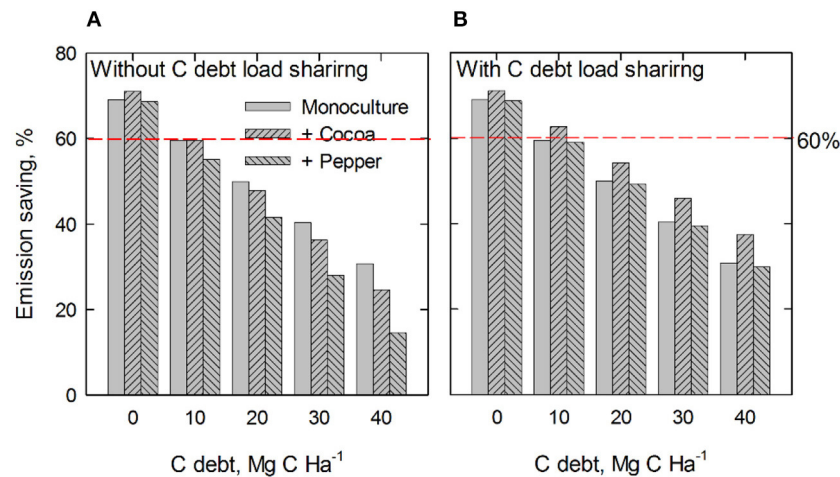 A
B
80
60
40
20
0
Emission saving, %
Without C debt load sharirng
Monoculture
+ Cocoa
+ Pepper
0 10 20 30 40
C debt, Mg C Ha⁻¹
With C debt load sharirng
60%
0 10 20 30 40
C debt, Mg C Ha⁻¹